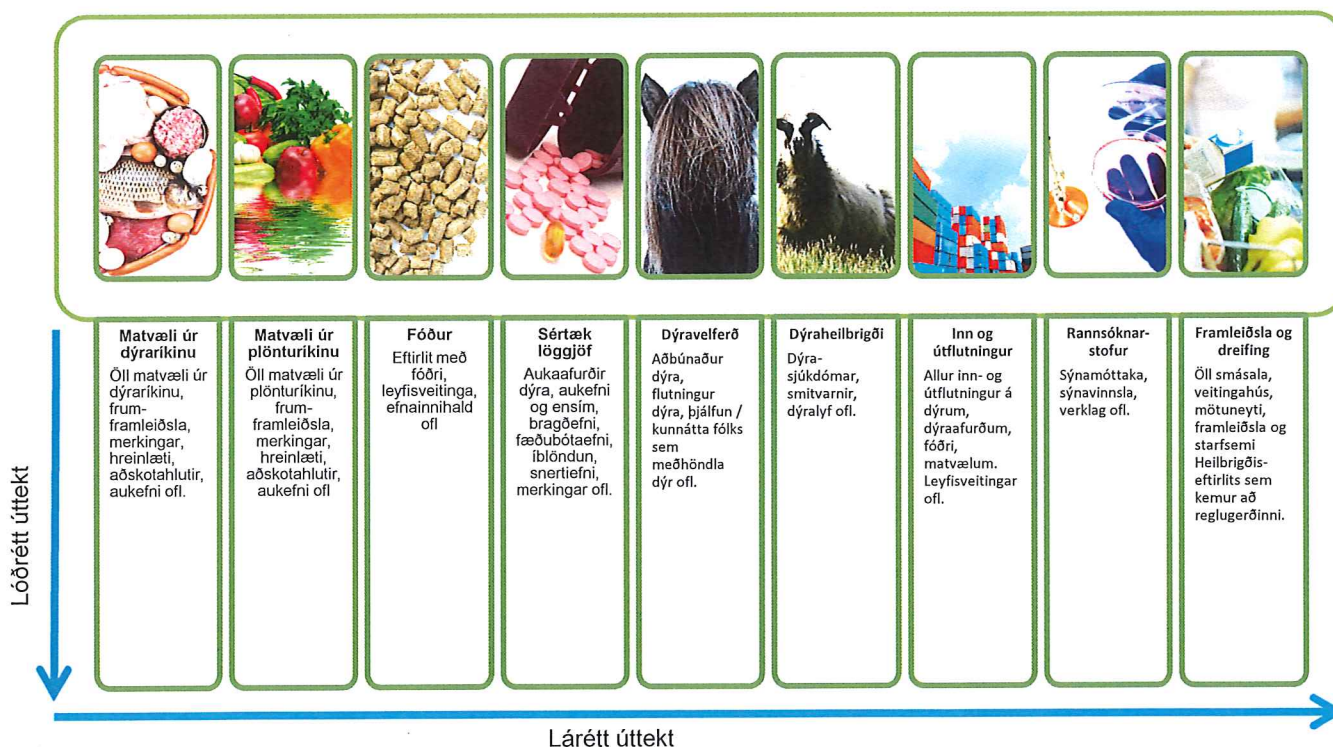 Matvæli úr
dýraríkinu
Öll matvæli úr
dýraríkinu,
frum-
framleiðsla,
merkingar,
hreinlæti,
aðskotahlutir,
aukefni ofl.
Matvæli úr
plönturíkinu
Öll matvæli úr
plönturíkinu,
frum-
framleiðsla,
merkingar,
hreinlæti,
aðskotahlutir,
aukefni ofl
Fóður
Eftirlit með
fóðri,
leyfisveitinga,
efnainnihald
ofl
Sértæk
löggjöf
Aukaafurðir
dýra, aukefni
og ensím,
bragðefni,
fæðubótaefni,
íblöndun,
snertiefni,
merkingar ofl.
Dýravelferð
Aðbúnaður
dýra,
flutningur
dýra, þjálfun /
kunnátta fólks
sem
meðhöndla
dýr ofl.
Dýraheilbrigði
Dýra-
sjúkdómar,
smitvarnir,
dýralyf ofl.
Inn og
útflutningur
Allur inn- og
útflutningur á
dýrum,
dýraafurðum,
fóðri,
matvælum.
Leyfisveitingar
ofl.
Rannsóknar-
stofur
Sýnamóttaka,
sýnavinnsla,
verklag ofl.
Framleiðsla og
dreifing
Öll smásala,
veitingahús,
mötuneyti,
framleiðsla og
starfsemi
Heilbrigðis-
eftirlits sem
kemur að
reglugerðinni.
Lóðrétt úttekt
Lárétt úttekt